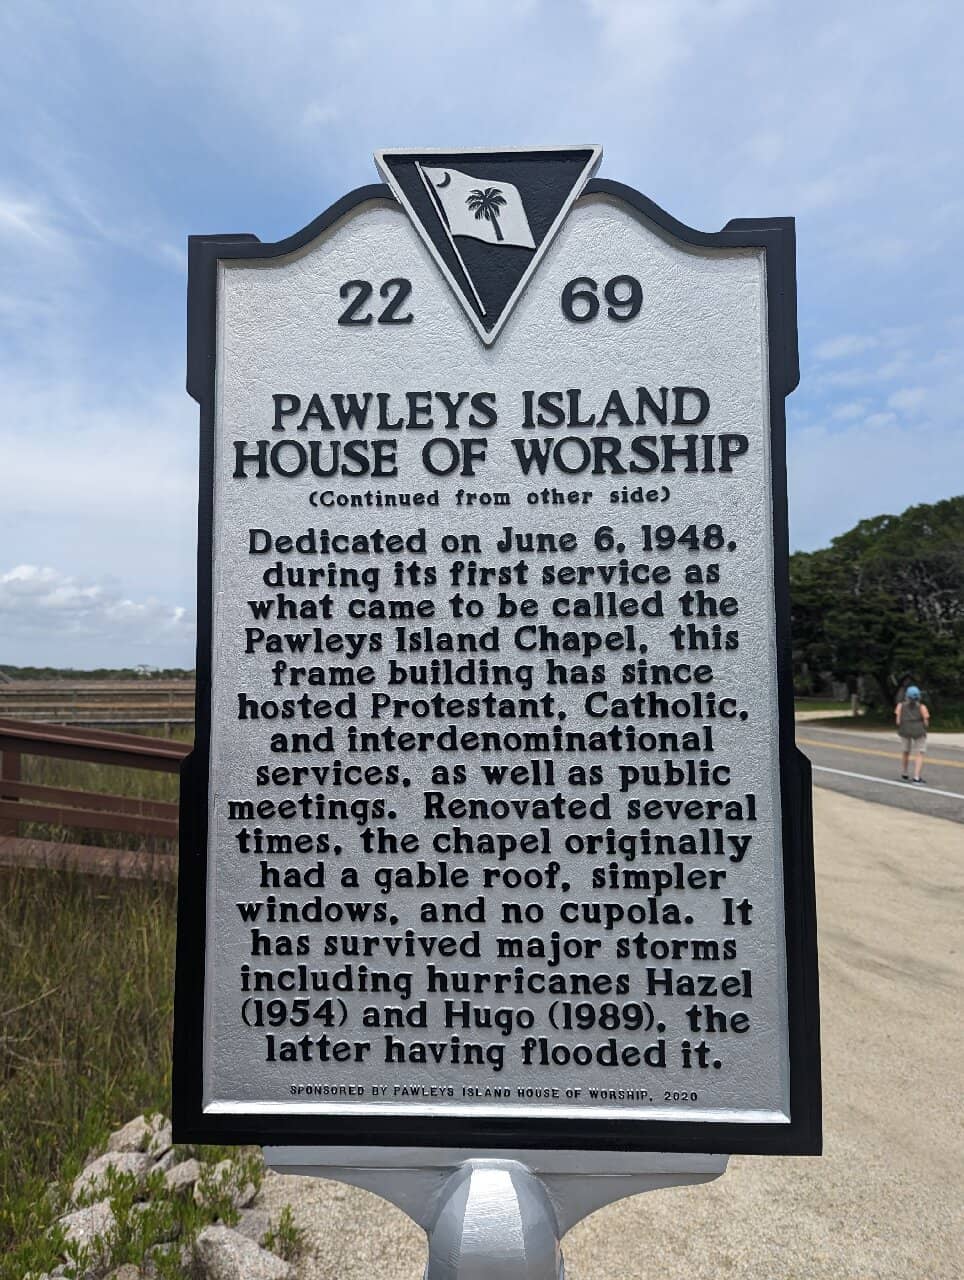 22 69
PAWLEYS ISLAND
HOUSE OF WORSHIP
(Continued from other side)
Dedicated on June 6, 1948,
during its first service as
what came to be called the
Pawleys Island Chapel, this
frame building has since
hosted Protestant, Catholic,
and interdenominational
services, as well as public
meetings. Renovated several
times, the chapel originally
had a gable roof, simpler
windows, and no cupola. It
has survived major storms
including hurricanes Hazel
(1954) and Hugo (1989), the
latter having flooded it.
SPONSORED BY PAWLEYS ISLAND HOUSE OF WORSHIP, 2020